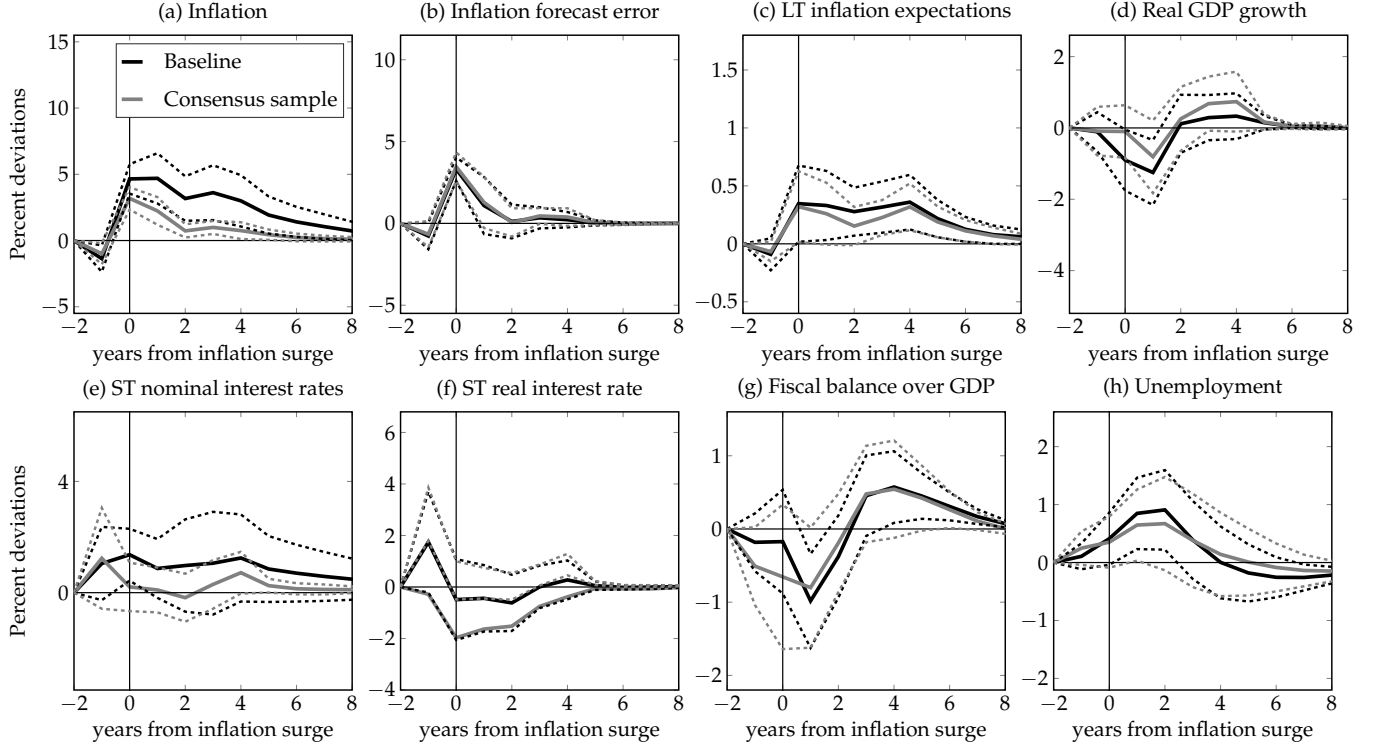 (a) Inflation
(b) Inflation forecast error
(c) LT inflation expectations
(d) Real GDP growth
Percent deviations
15
10
5
0
−5
Baseline
Consensus sample
−2 0 2 4 6 8
years from inflation surge
10
5
0
−5
−2 0 2 4 6 8
years from inflation surge
1.5
1
0.5
0
−0.5
−2 0 2 4 6 8
years from inflation surge
2
0
−2
−4
−2 0 2 4 6 8
years from inflation surge
(e) ST nominal interest rates
(f) ST real interest rate
(g) Fiscal balance over GDP
(h) Unemployment
Percent deviations
4
0
−2 0 2 4 6 8
years from inflation surge
6
4
2
0
−2
−4
−2 0 2 4 6 8
years from inflation surge
1
0
−1
−2
−2 0 2 4 6 8
years from inflation surge
2
1
0
−1
−2
−2 0 2 4 6 8
years from inflation surge